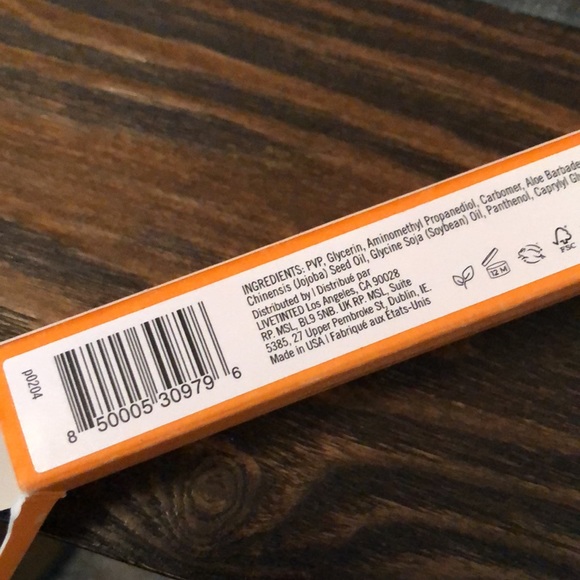 p0204
8 50005 30979 6
INGREDIENTS: PVP, Glycerin, Aminomethyl Propanediol, Carbomer, Aloe Barbade
Chinensis (Jojoba) Seed Oil, Glycine Soja (Soybean) Oil, Panthenol, Caprylyl
Distributed by | Distribué par
LIVETINTED Los Angeles, CA 90028
RP. MSL, BL9 5NB. UK RP. MSL. Suite
5385, 27 Upper Pembroke St, Dublin, IE.
Made in USA | Fabriqué aux États-Unis
12 M
FSC